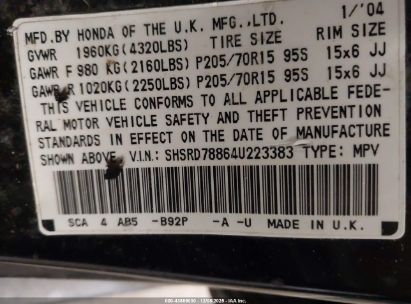 MFD.BY HONDA OF THE U.K. MFG.,LTD. 1/'04
GVWR 1960KG(4320LBS) TIRE SIZE RIM SIZE
GAWR F 980 KG(2160LBS) P205/70R15 95S 15x6 JJ
GAWR R 1020KG(2250LBS) P205/70R15 95S 15x6 JJ
THIS VEHICLE CONFORMS TO ALL APPLICABLE FEDE-
RAL MOTOR VEHICLE SAFETY AND THEFT PREVENTION
STANDARDS IN EFFECT ON THE DATE OF MANUFACTURE
SHOWN ABOVE. V.I.N.: SHSRD78864U223383 TYPE: MPV
SCA 4 AB5 -B92P -A -U MADE IN U.K.